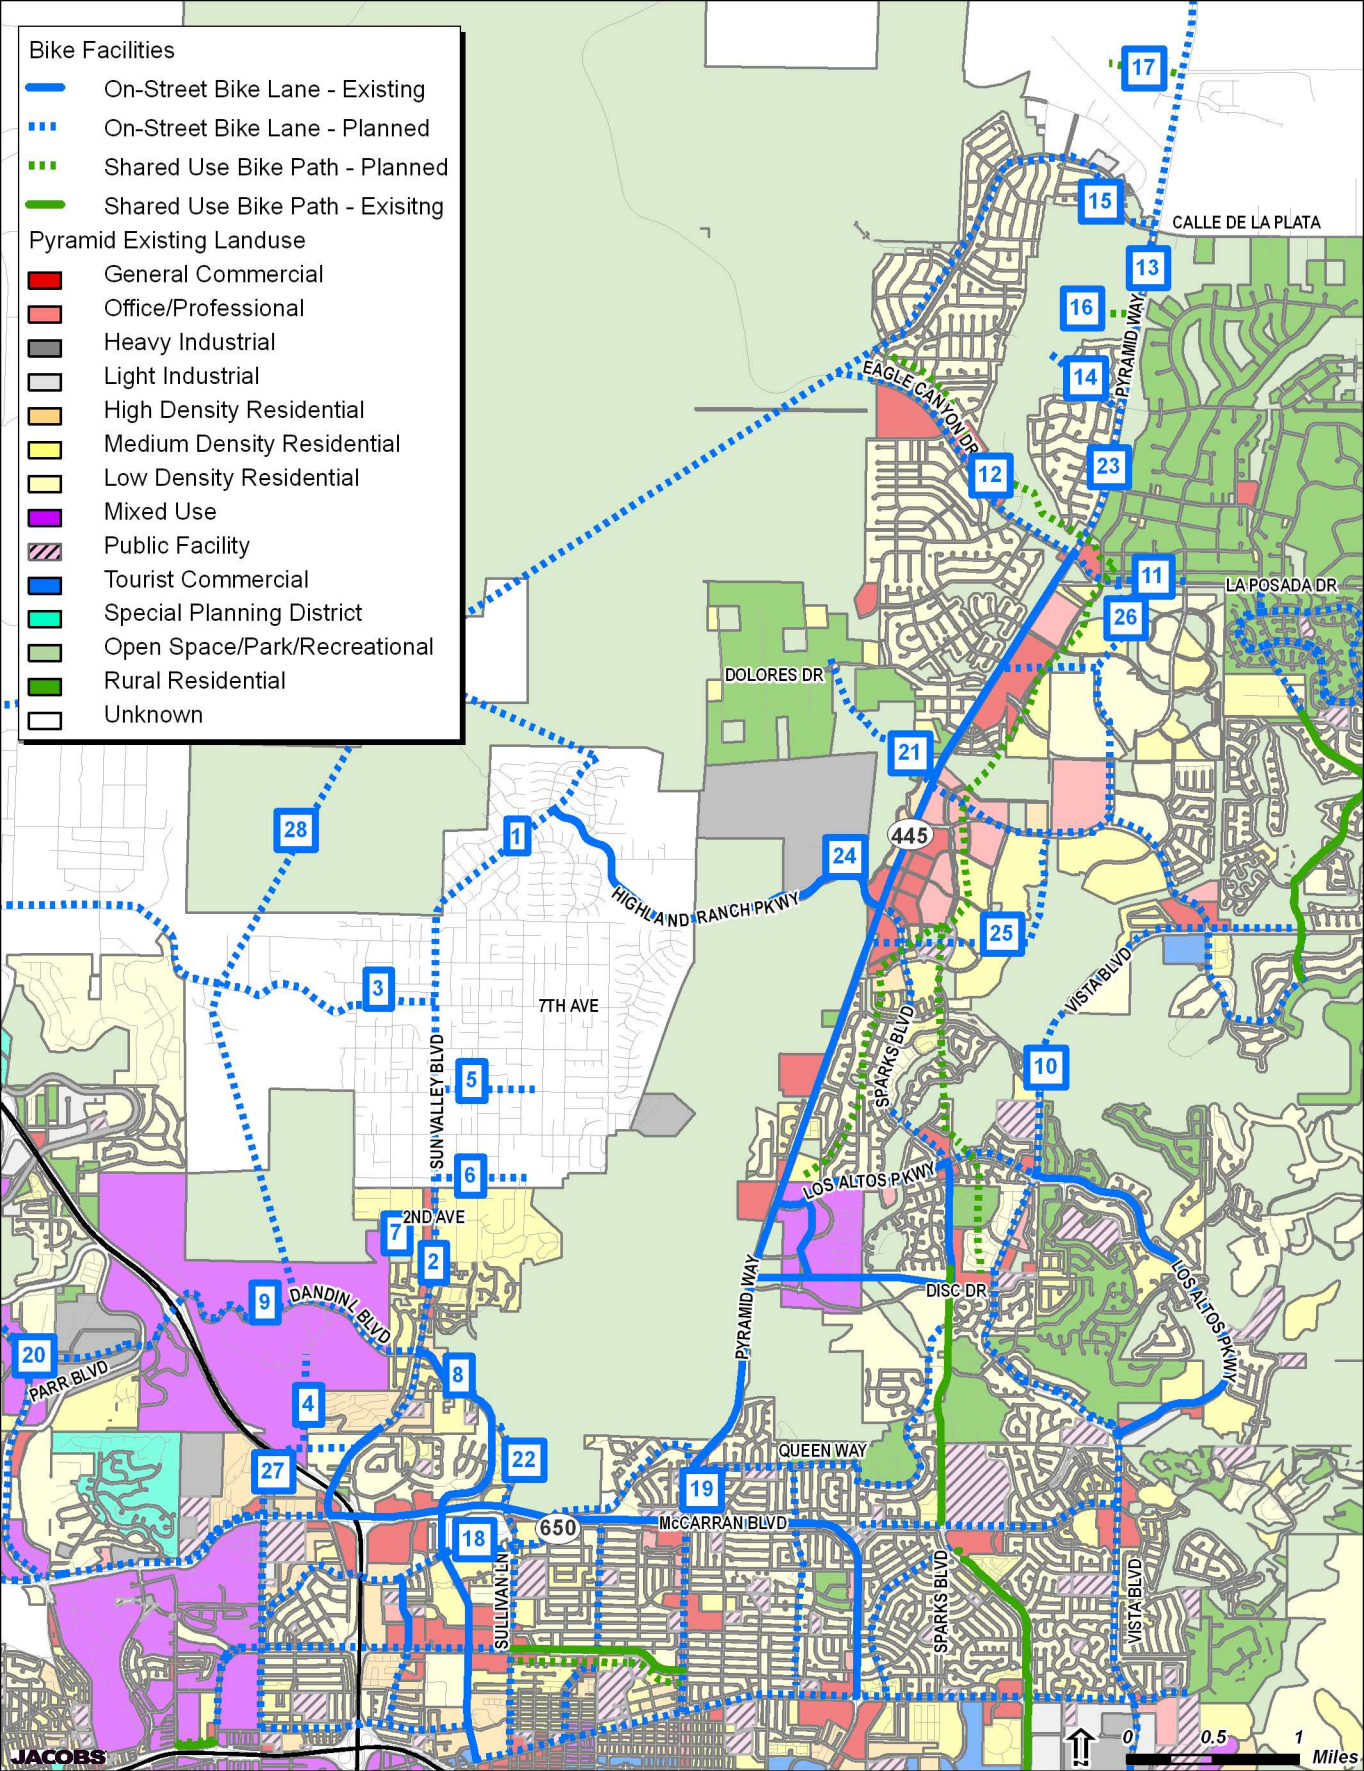 Bike Facilities
On-Street Bike Lane - Existing
On-Street Bike Lane - Planned
Shared Use Bike Path - Planned
Shared Use Bike Path - Exisitng
Pyramid Existing Landuse
General Commercial
Office/Professional
Heavy Industrial
Light Industrial
High Density Residential
Medium Density Residential
Low Density Residential
Mixed Use
Public Facility
Tourist Commercial
Special Planning District
Open Space/Park/Recreational
Rural Residential
Unknown
17
15
CALLE DE LA PLATA
13
16
PYRAMID WAY
14
EAGLE CANYON DR
23
12
11
LA POSADA DR
26
DOLORES DR
21
28
1
445
24
HIGHLAND RANCH PKWY
25
VISTA BLVD
3
7TH AVE
SPARKS BLVD
SUN VALLEY BLVD
10
5
6
LOS ALTOS PKWY
2ND AVE
7
2
PYRAMID WAY
DISC DR
LOS ALTOS PKWY
9
DANDINI BLVD
20
PARR BLVD
8
4
QUEEN WAY
22
27
19
18
650
McCARRAN BLVD
SULLIVAN LN
SPARKS BLVD
VISTA BLVD
JACOBS
N
0 0.5 1
Miles